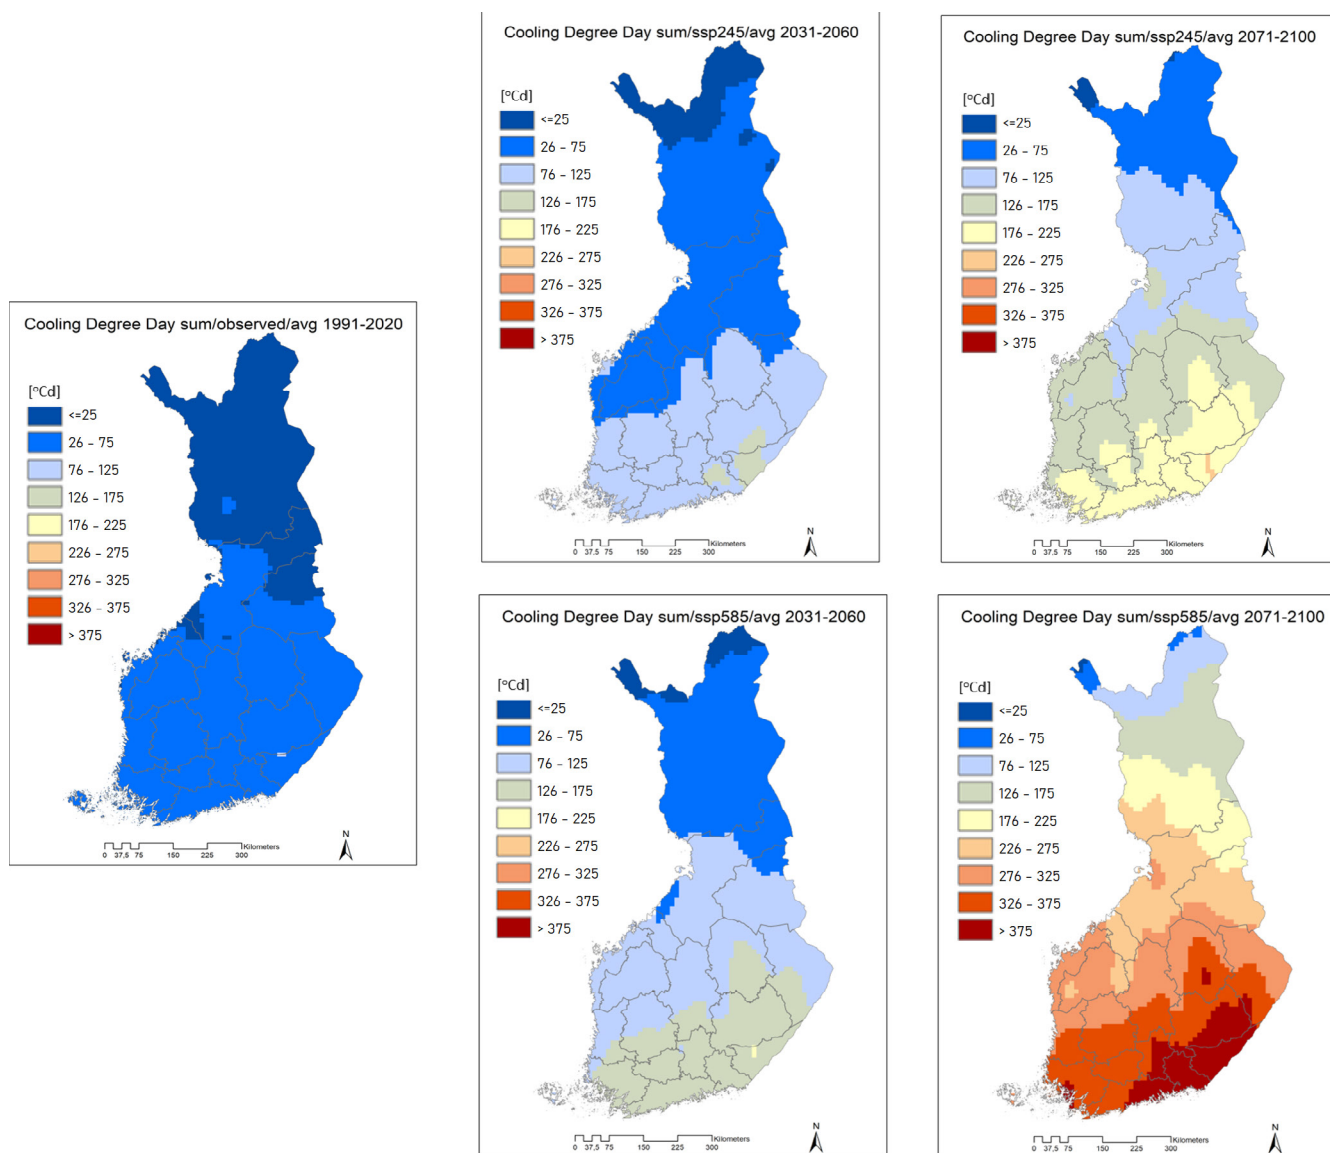 Cooling Degree Day sum/observed/avg 1991-2020
[°Cd]
<=25
26 – 75
76 – 125
126 – 175
176 – 225
226 – 275
276 – 325
326 – 375
> 375
N
Kilometers
0 37,5 75 150 225 300
Cooling Degree Day sum/ssp245/avg 2031-2060
[°Cd]
<=25
26 – 75
76 – 125
126 – 175
176 – 225
226 – 275
276 – 325
326 – 375
> 375
N
Kilometers
0 37,5 75 150 225 300
Cooling Degree Day sum/ssp245/avg 2071-2100
[°Cd]
<=25
26 – 75
76 – 125
126 – 175
176 – 225
226 – 275
276 – 325
326 – 375
> 375
N
Kilometers
0 37,5 75 150 225 300
Cooling Degree Day sum/ssp585/avg 2031-2060
[°Cd]
<=25
26 – 75
76 – 125
126 – 175
176 – 225
226 – 275
276 – 325
326 – 375
> 375
N
Kilometers
0 37,5 75 150 225 300
Cooling Degree Day sum/ssp585/avg 2071-2100
[°Cd]
<=25
26 – 75
76 – 125
126 – 175
176 – 225
226 – 275
276 – 325
326 – 375
> 375
N
Kilometers
0 37,5 75 150 225 300